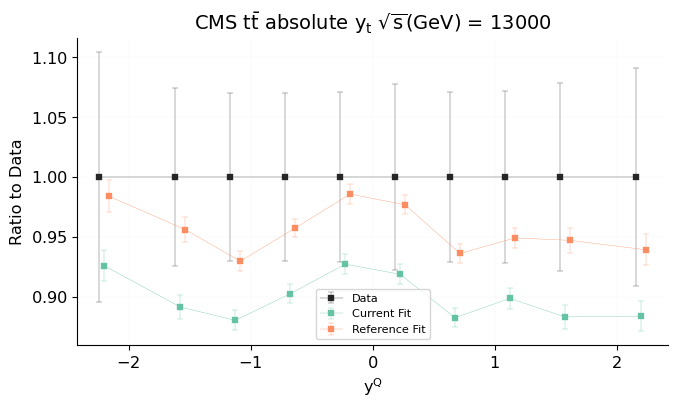 CMS tt̄ absolute yₜ √s(GeV) = 13000
Ratio to Data
1.10
1.05
1.00
0.95
0.90
Data
Current Fit
Reference Fit
−2
−1
0
1
2
y^Q